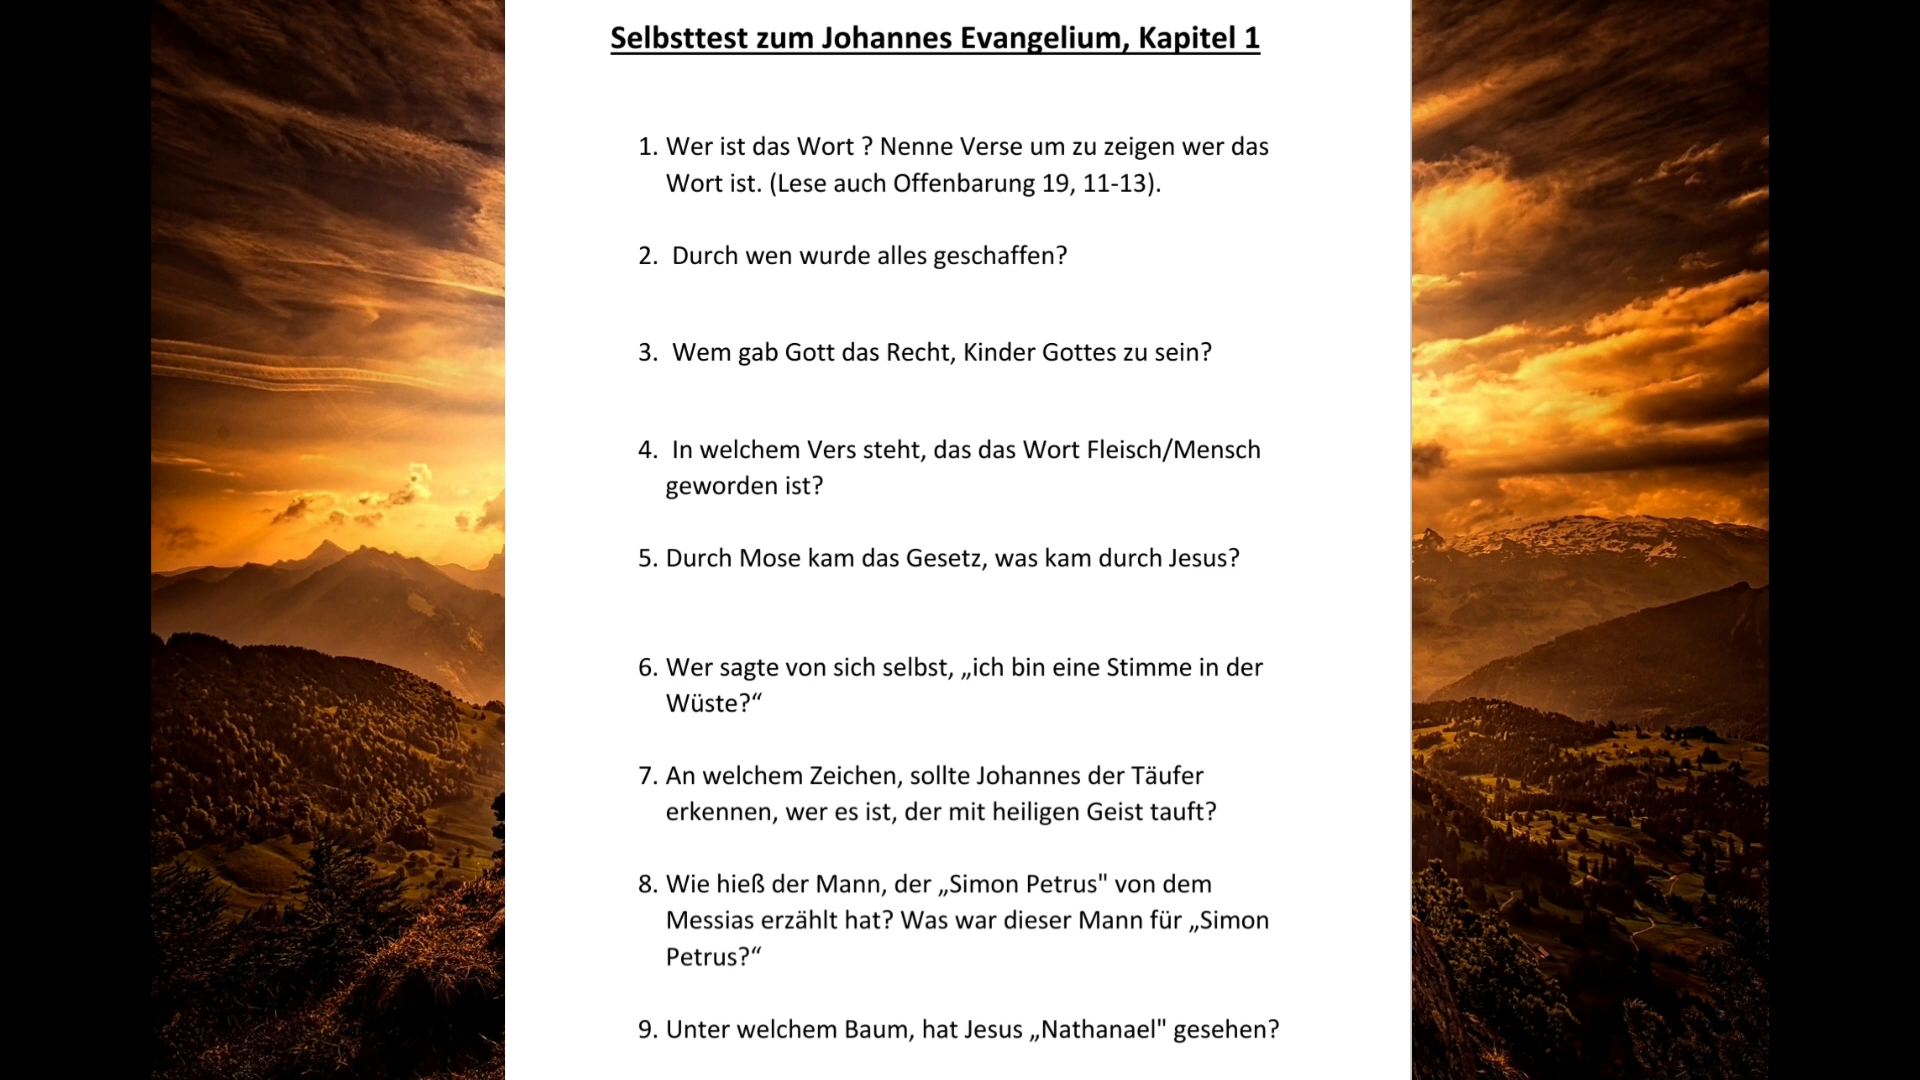 Selbsttest zum Johannes Evangelium, Kapitel 1
1. Wer ist das Wort ? Nenne Verse um zu zeigen wer das
Wort ist. (Lese auch Offenbarung 19, 11-13).
2. Durch wen wurde alles geschaffen?
3. Wem gab Gott das Recht, Kinder Gottes zu sein?
4. In welchem Vers steht, das das Wort Fleisch/Mensch
geworden ist?
5. Durch Mose kam das Gesetz, was kam durch Jesus?
6. Wer sagte von sich selbst, „ich bin eine Stimme in der
Wüste?“
7. An welchem Zeichen, sollte Johannes der Täufer
erkennen, wer es ist, der mit heiligen Geist tauft?
8. Wie hieß der Mann, der „Simon Petrus" von dem
Messias erzählt hat? Was war dieser Mann für „Simon
Petrus?“
9. Unter welchem Baum, hat Jesus „Nathanael" gesehen?